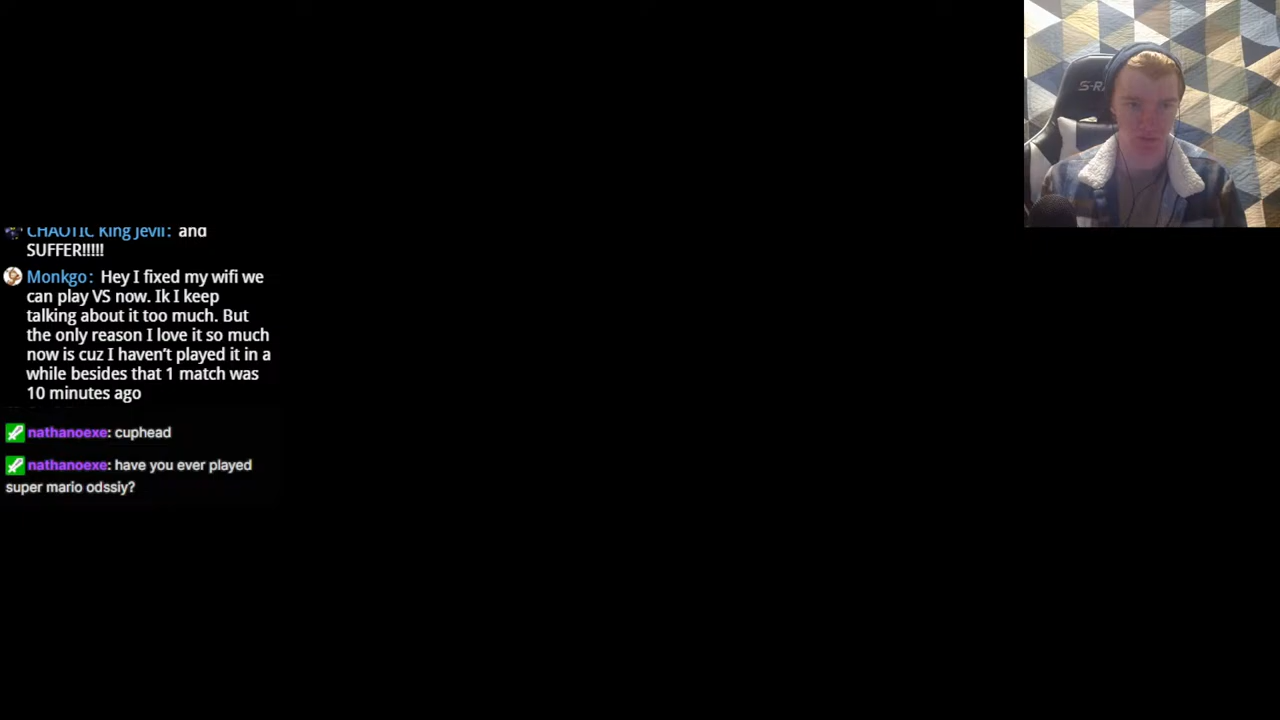 CHAOTIC King Jevil: and
SUFFER!!!!!
Monkgo: Hey I fixed my wifi we
can play VS now. Ik I keep
talking about it too much. But
the only reason I love it so much
now is cuz I haven't played it in a
while besides that 1 match was
10 minutes ago
nathanoexe: cuphead
nathanoexe: have you ever played
super mario odssiy?